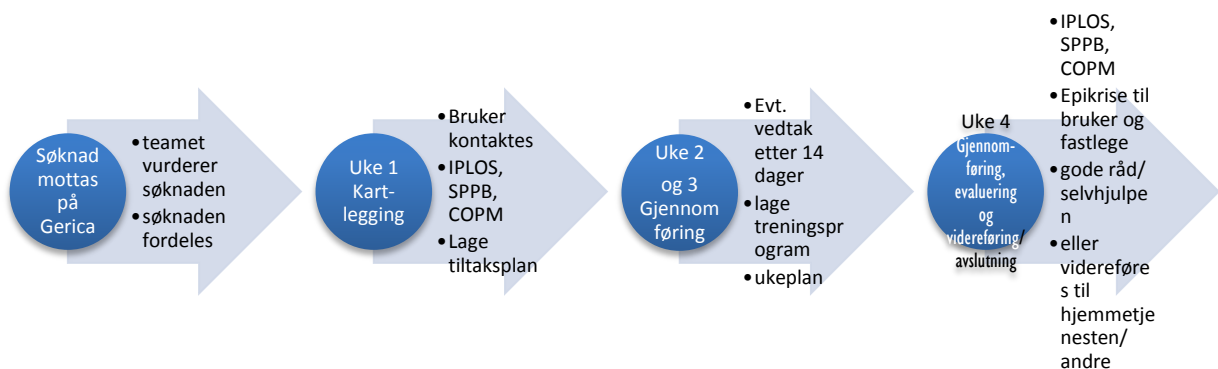 Søknad
mottas
på
Gerica
•teamet
vurderer
søknaden
•søknaden
fordeles
Uke 1
Kart-
legging
•Bruker
kontaktes
•IPLOS,
SPPB,
COPM
•Lage
tiltaksplan
Uke 2
og 3
Gjennom
føring
•Evt.
vedtak
etter 14
dager
•lage
treningspr
ogram
•ukeplan
Uke 4
Gjennom-
føring,
evaluering
og
videreføring/
avslutning
•IPLOS,
SPPB,
COPM
•Epikrise til
bruker og
fastlege
•gode råd/
selvhjulpe
n
•eller
videreføre
s til
hjemmetje
nesten/
andre